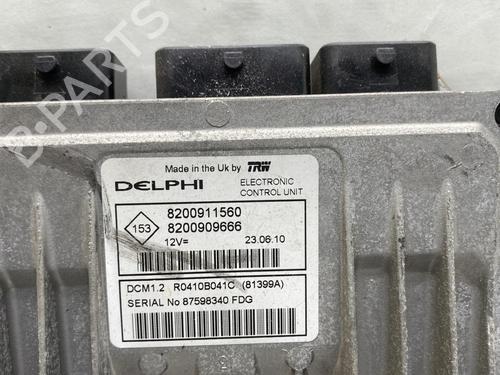 B-PARTS
Made in the Uk by TRW
DELPHI
ELECTRONIC
CONTROL UNIT
153
8200911560
8200909666
12V=
23.06.10
DCM1.2 R0410B041C (81399A)
SERIAL No 87598340 FDG